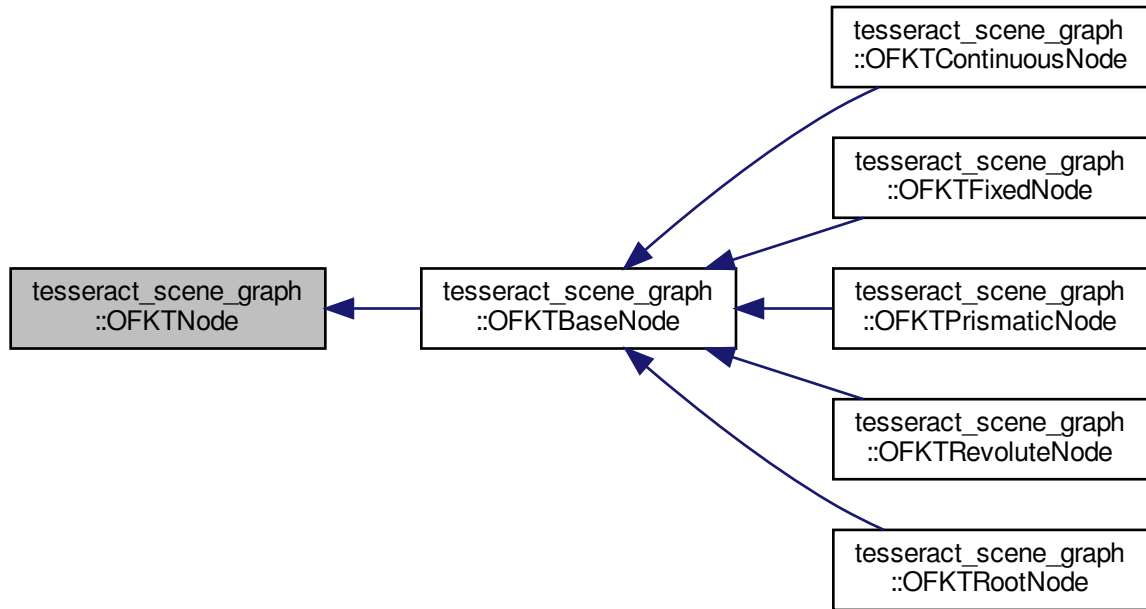 tesseract_scene_graph
::OFKTNode
tesseract_scene_graph
::OFKTBaseNode
tesseract_scene_graph
::OFKTContinuousNode
tesseract_scene_graph
::OFKTFixedNode
tesseract_scene_graph
::OFKTPrismaticNode
tesseract_scene_graph
::OFKTRevoluteNode
tesseract_scene_graph
::OFKTRootNode